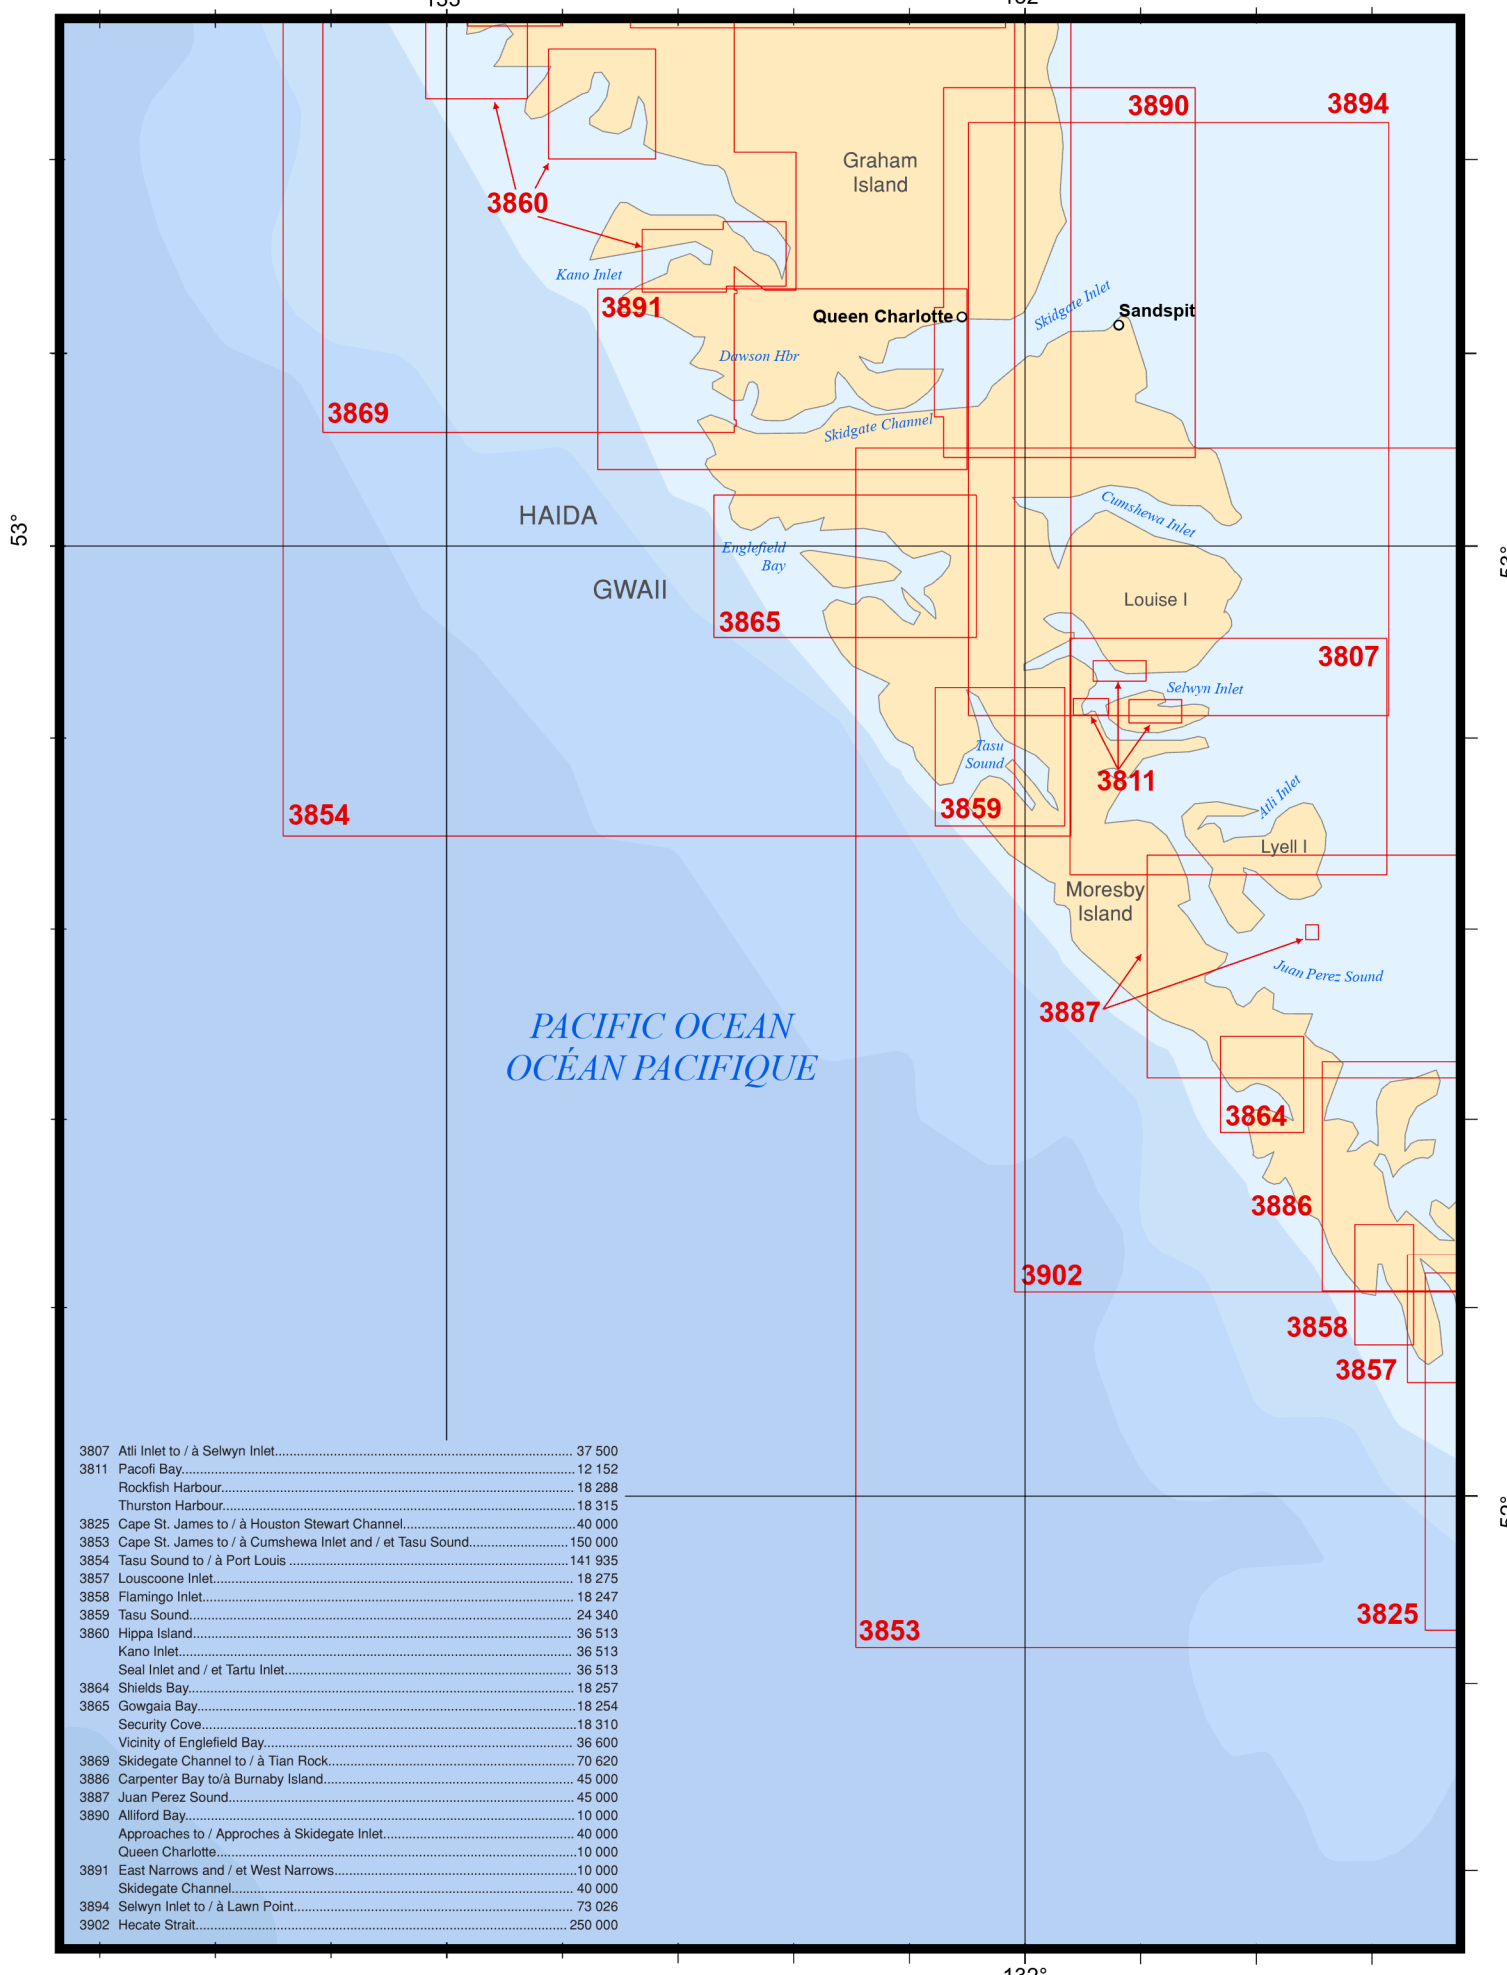 3890
3894
Graham
Island
3860
Kano Inlet
3891
Queen Charlotte
Skidgate Inlet
Sandspit
Dawson Hbr
3869
Skidgate Channel
HAIDA
Cumshewa Inlet
53°
Englefield
Bay
GWAII
Louise I
3865
3807
Selwyn Inlet
Tasu
Sound
3811
Atli Inlet
3854
3859
Lyell I
Moresby
Island
Juan Perez Sound
3887
PACIFIC OCEAN
OCÉAN PACIFIQUE
3864
3886
3902
3858
3857
3825
3853
3807 Atli Inlet to / à Selwyn Inlet 37 500
3811 Pacofi Bay 12 152
Rockfish Harbour 18 288
Thurston Harbour 18 315
3825 Cape St. James to / à Houston Stewart Channel 40 000
3853 Cape St. James to / à Cumshewa Inlet and / et Tasu Sound 150 000
3854 Tasu Sound to / à Port Louis 141 935
3857 Louscoone Inlet 18 275
3858 Flamingo Inlet 18 247
3859 Tasu Sound 24 340
3860 Hippa Island 36 513
Kano Inlet 36 513
Seal Inlet and / et Tartu Inlet 36 513
3864 Shields Bay 18 257
3865 Gowgaia Bay 18 254
Security Cove 18 310
Vicinity of Englefield Bay 36 600
3869 Skidegate Channel to / à Tian Rock 70 620
3886 Carpenter Bay to/à Burnaby Island 45 000
3887 Juan Perez Sound 45 000
3890 Alliford Bay 10 000
Approaches to / Approches à Skidegate Inlet 40 000
Queen Charlotte 10 000
3891 East Narrows and / et West Narrows 10 000
Skidegate Channel 40 000
3894 Selwyn Inlet to / à Lawn Point 73 026
3902 Hecate Strait 250 000
132°